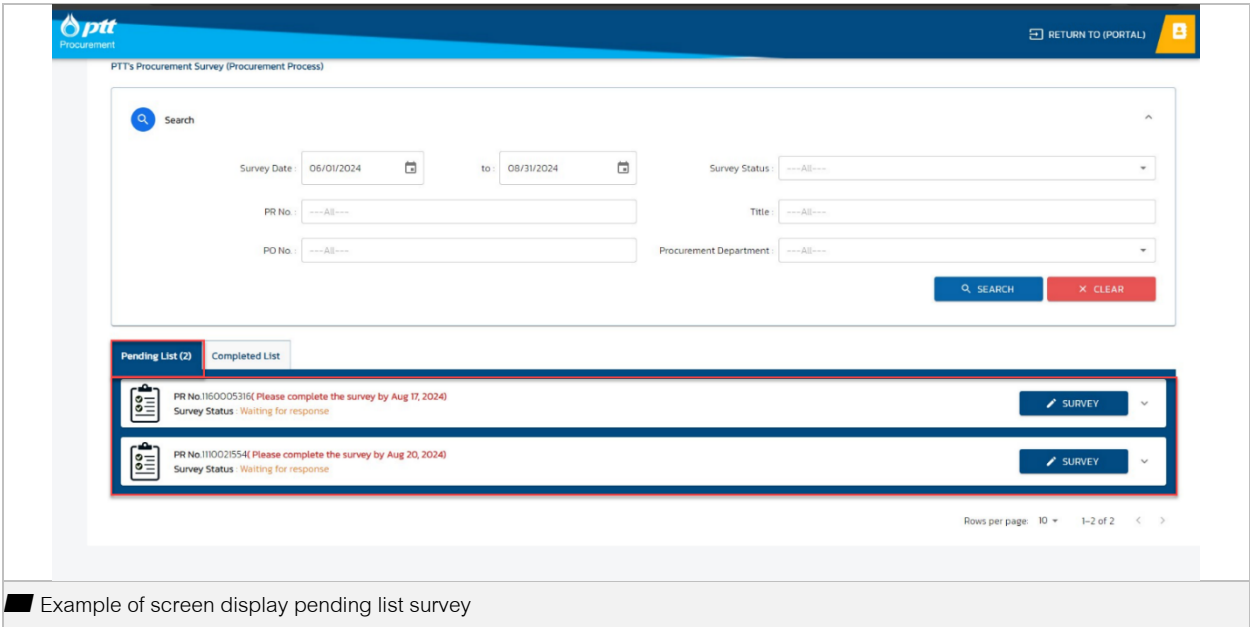 ptt
Procurement
RETURN TO (PORTAL)
PTT's Procurement Survey (Procurement Process)
Search
Survey Date : 06/01/2024 to : 08/31/2024 Survey Status : ---All---
PR No. : ---All--- Title : ---All---
PO No. : ---All--- Procurement Department : ---All---
SEARCH × CLEAR
Pending List (2) Completed List
PR No.1160005316( Please complete the survey by Aug 17, 2024)
Survey Status : Waiting for response
SURVEY
PR No.1110021554( Please complete the survey by Aug 20, 2024)
Survey Status : Waiting for response
SURVEY
Rows per page: 10 1-2 of 2 < >
Example of screen display pending list survey